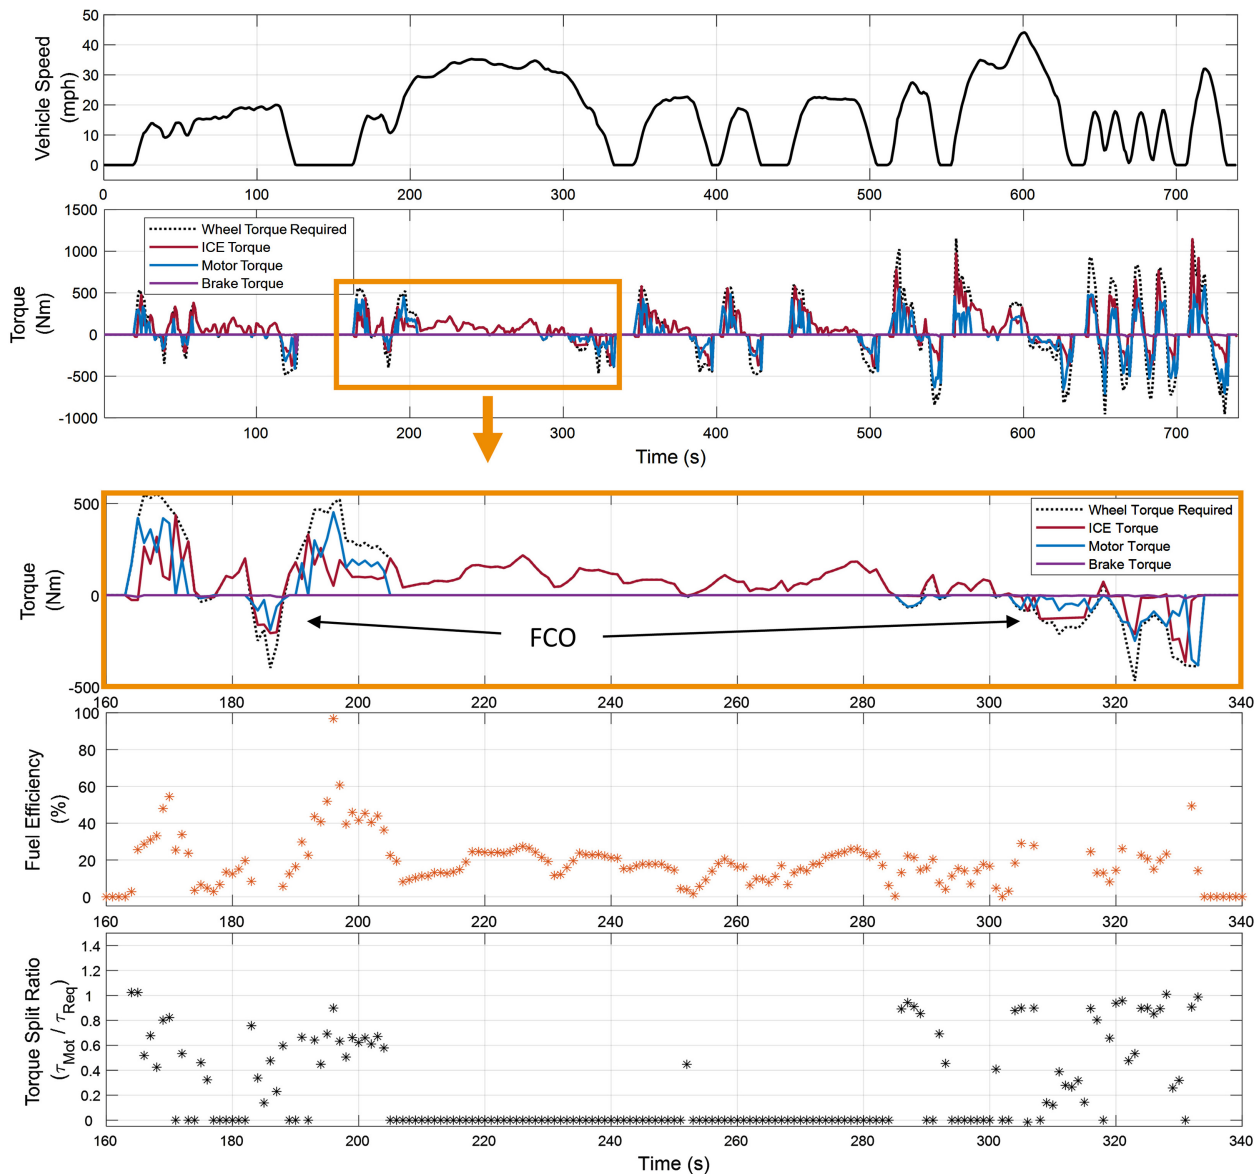 Vehicle Speed
(mph)
50
40
30
20
10
0
0 100 200 300 400 500 600 700
Torque
(Nm)
1500
1000
500
0
-500
-1000
Wheel Torque Required
ICE Torque
Motor Torque
Brake Torque
100 200 300 400 500 600 700
Time (s)
Torque
(Nm)
500
0
-500
Wheel Torque Required
ICE Torque
Motor Torque
Brake Torque
FCO
160 180 200 220 240 260 280 300 320 340
Fuel Efficiency
(%)
100
80
60
40
20
0
160 180 200 220 240 260 280 300 320 340
Torque Split Ratio
(τMot / τReq)
1.4
1.2
1
0.8
0.6
0.4
0.2
0
160 180 200 220 240 260 280 300 320 340
Time (s)